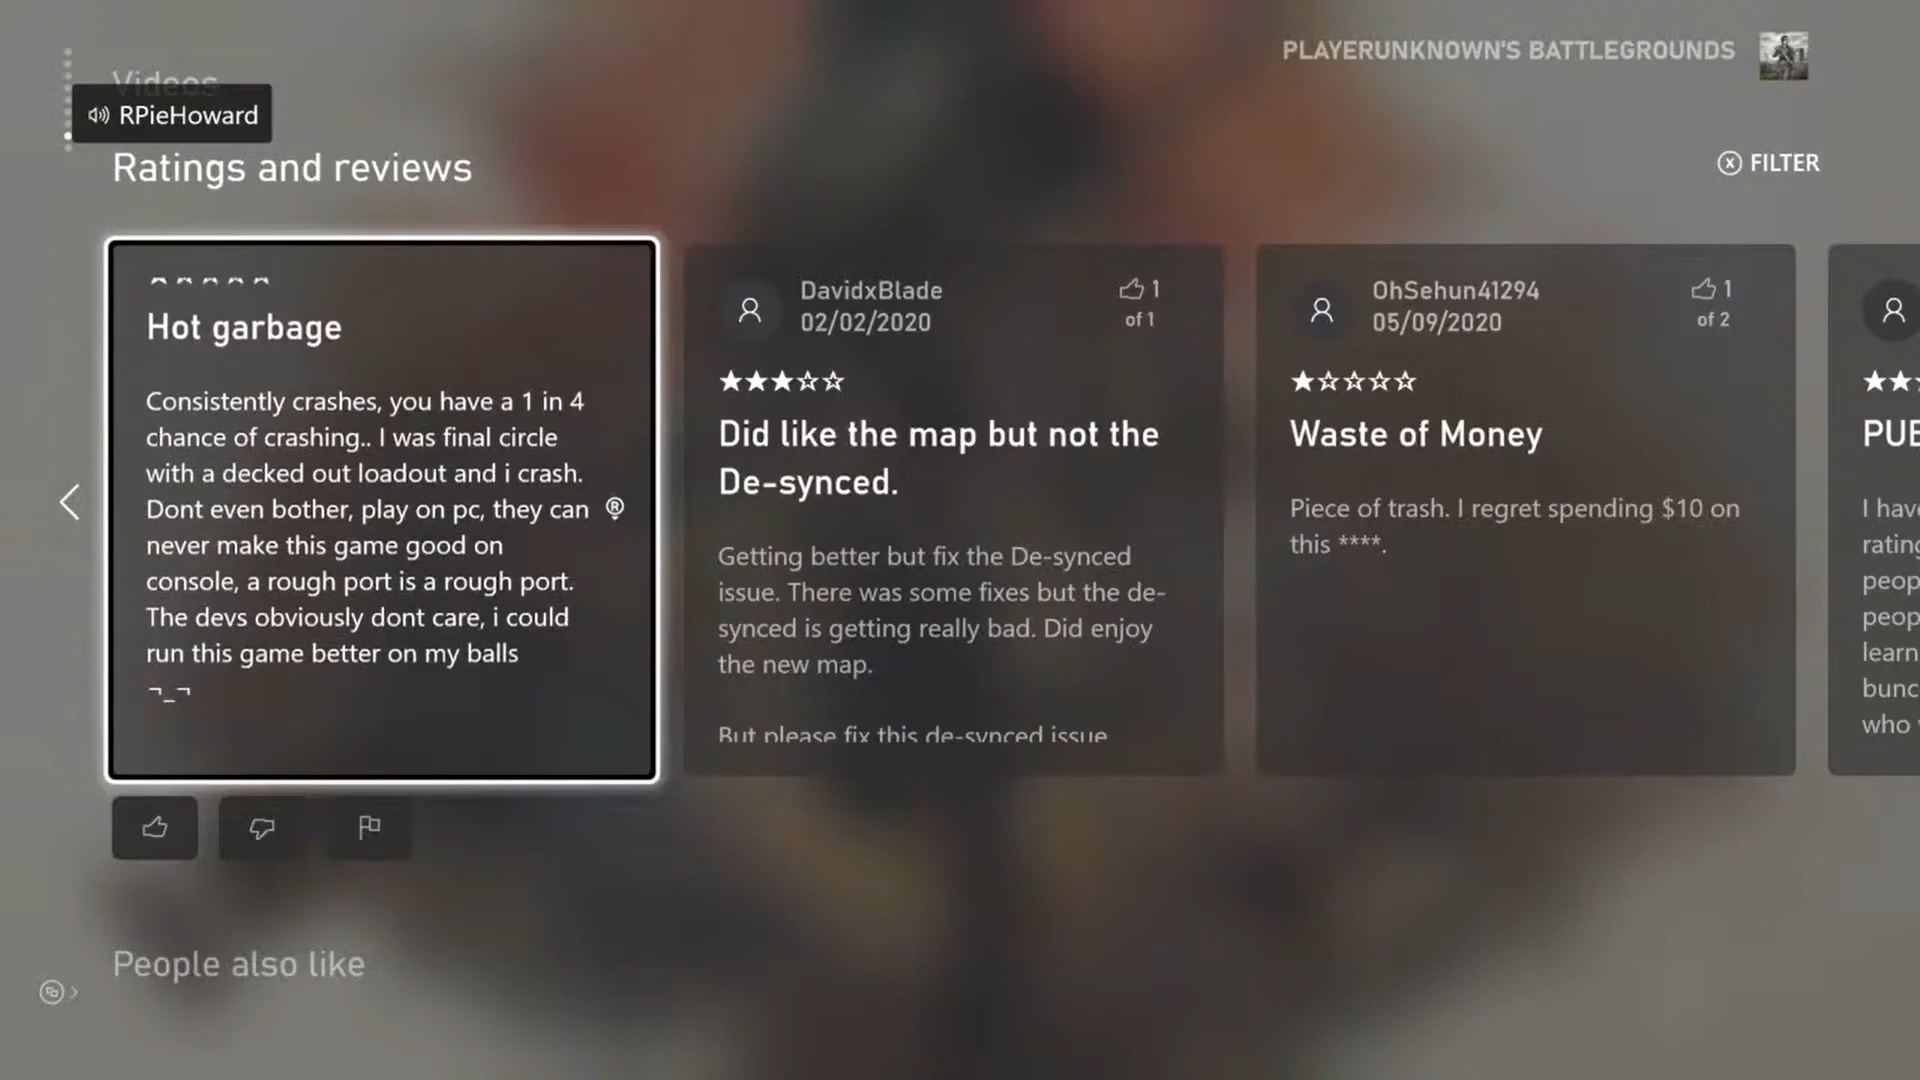 PLAYERUNKNOWN'S BATTLEGROUNDS
Videos
RPieHoward
Ratings and reviews
FILTER
Hot garbage
Consistently crashes, you have a 1 in 4
chance of crashing.. I was final circle
with a decked out loadout and i crash.
Dont even bother, play on pc, they can
never make this game good on
console, a rough port is a rough port.
The devs obviously dont care, i could
run this game better on my balls
¬_¬
DavidxBlade
02/02/2020
1
of 1
Did like the map but not the
De-synced.
Getting better but fix the De-synced
issue. There was some fixes but the de-
synced is getting really bad. Did enjoy
the new map.
But please fix this de-synced issue
OhSehun41294
05/09/2020
1
of 2
Waste of Money
Piece of trash. I regret spending $10 on
this ****.
I have
peop
peop
learn
bunc
who
People also like